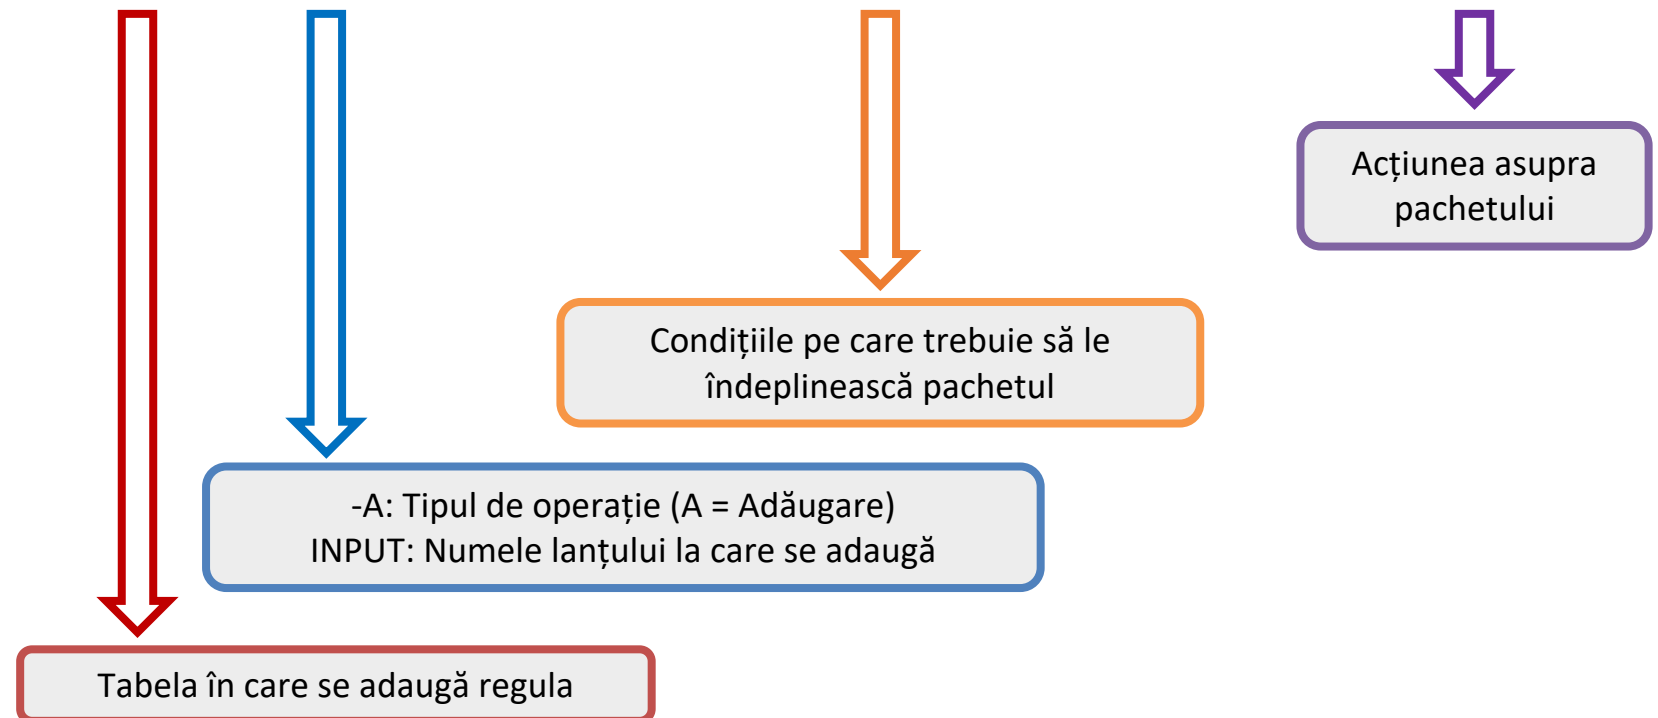 Acțiunea asupra
pachetului
Condițiile pe care trebuie să le
îndeplinească pachetul
-A: Tipul de operație (A = Adăugare)
INPUT: Numele lanțului la care se adaugă
Tabela în care se adaugă regula